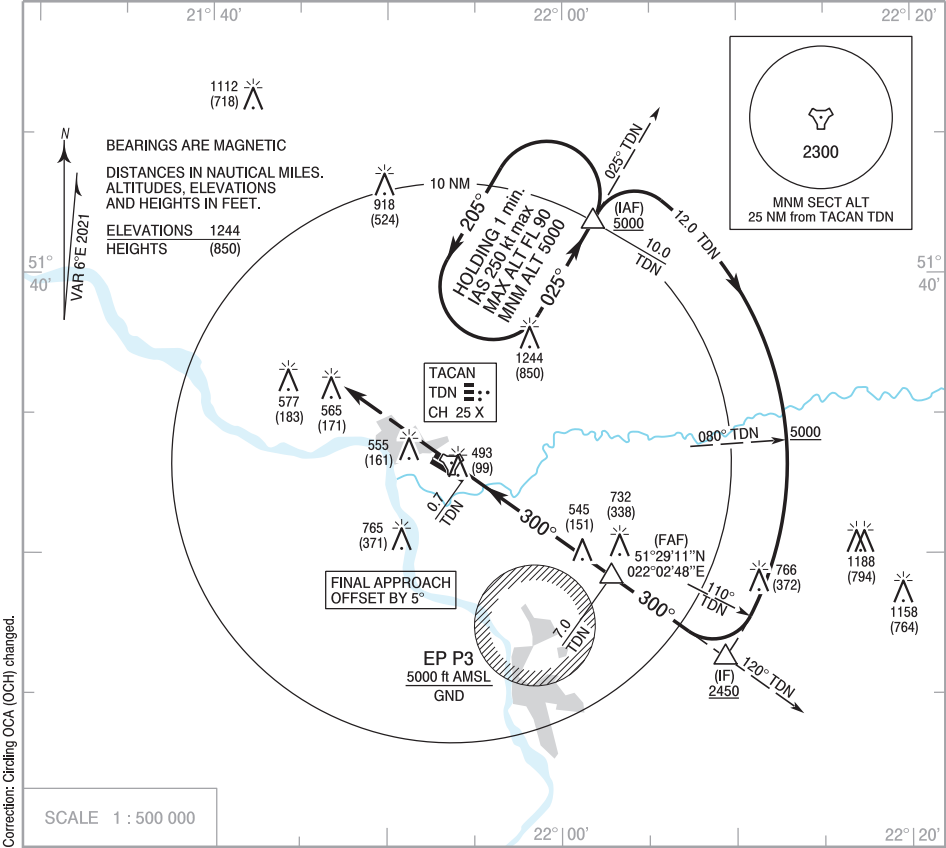 21° 40'
22° 00'
22° 20'
1112
(718)
N
VAR 6°E 2021
BEARINGS ARE MAGNETIC
DISTANCES IN NAUTICAL MILES.
ALTITUDES, ELEVATIONS
AND HEIGHTS IN FEET.
ELEVATIONS 1244
HEIGHTS (850)
918
(524)
10 NM
205°
HOLDING 1 min.
IAS 250 kt max
MAX ALT FL 90
MNM ALT 5000
025°
025° TDN
(IAF)
5000
10.0
TDN
12.0 TDN
2300
MNM SECT ALT
25 NM from TACAN TDN
51°
40'
51°
40'
1244
(850)
TACAN
TDN
CH 25 X
577
(183)
565
(171)
555
(161)
493
(99)
0.7
TDN
080° TDN
5000
765
(371)
300°
545
(151)
732
(338)
(FAF)
51°29'11"N
022°02'48"E
766
(372)
1188
(794)
1158
(764)
FINAL APPROACH
OFFSET BY 5°
300°
110°
TDN
7.0
TDN
EP P3
5000 ft AMSL
GND
(IF)
2450
120° TDN
Correction: Cirding OCA (OCH) changed.
SCALE 1 : 500 000
22° 00'
22° 20'